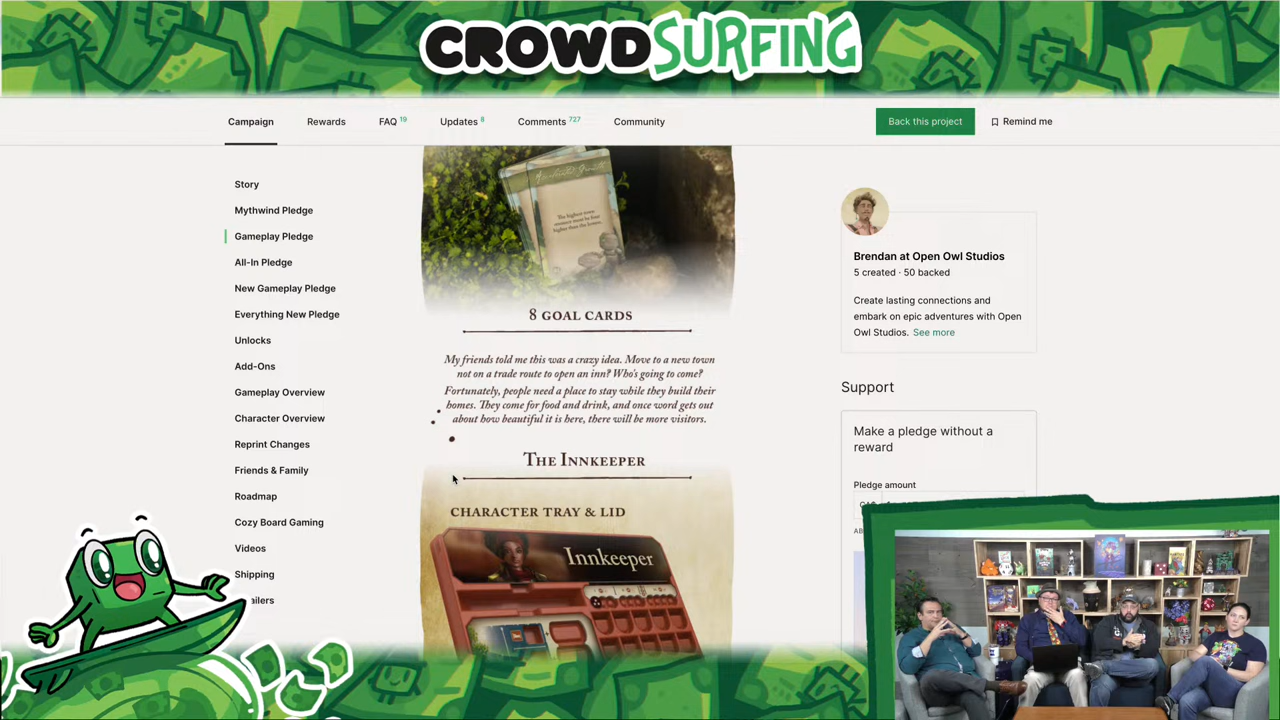 CROWDSURFING
Campaign
Rewards
FAQ 19
Updates 8
Comments 727
Community
Back this project
Remind me
Story
Mythwind Pledge
Gameplay Pledge
All-In Pledge
New Gameplay Pledge
Everything New Pledge
Unlocks
Add-Ons
Gameplay Overview
Character Overview
Reprint Changes
Friends & Family
Roadmap
Cozy Board Gaming
Videos
Shipping
The highest town
8 GOAL CARDS
My friends told me this was a crazy idea. Move to a new town
not on a trade route to open an inn? Who's going to come?
Fortunately, people need a place to stay while they build their
homes. They come for food and drink, and once word gets out
about how beautiful it is here, there will be more visitors.
THE INNKEEPER
CHARACTER TRAY & LID
Innkeeper
Brendan at Open Owl Studios
5 created · 50 backed
Create lasting connections and
embark on epic adventures with Open
Owl Studios. See more
Support
Make a pledge without a
reward
Pledge amount